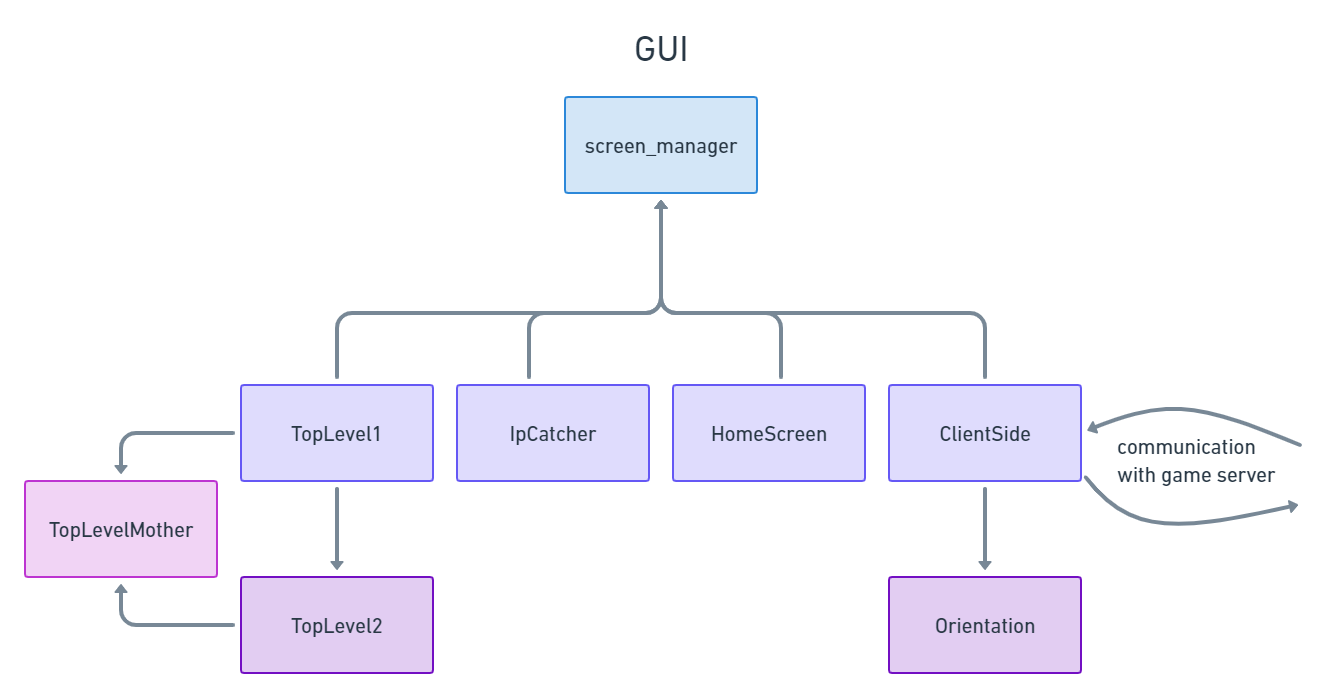 GUI
screen_manager
TopLevel1
IpCatcher
HomeScreen
ClientSide
communication
with game server
TopLevelMother
TopLevel2
Orientation